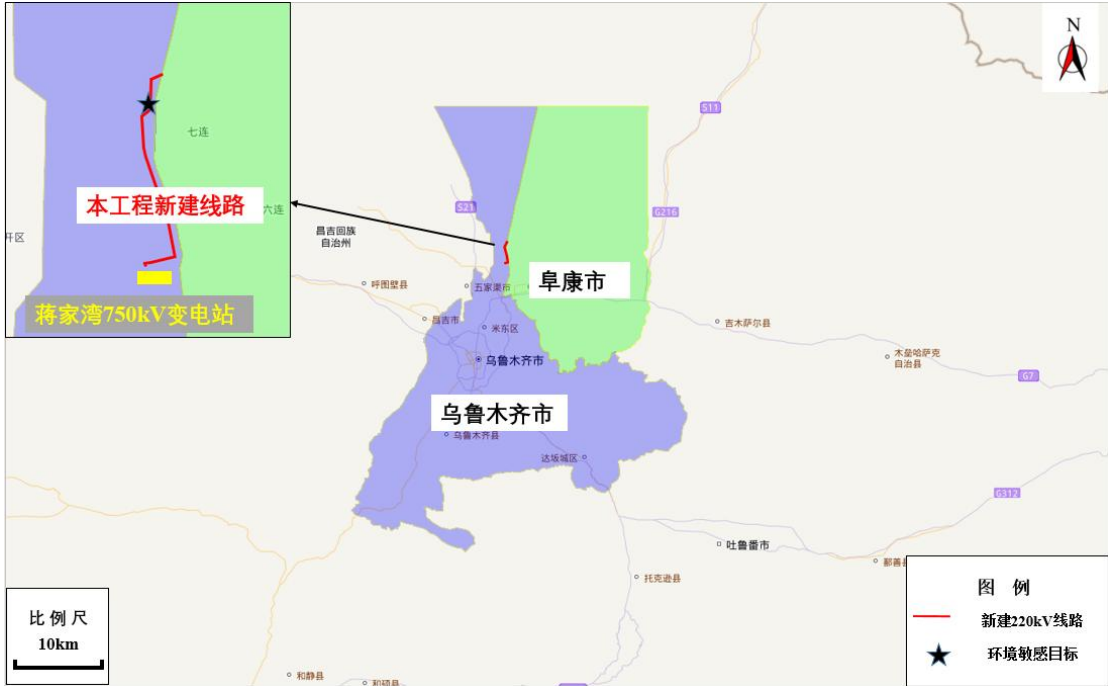 七连
本工程新建线路
六连
开区
蒋家湾750kV变电站
N
S11
S21
G216
昌吉回族
自治州
阜康市
呼图壁县
五家渠市
昌吉市
米东区
吉木萨尔县
木垒哈萨克
自治县
乌鲁木齐市
G7
乌鲁木齐市
乌鲁木齐县
达坂城区
G312
吐鲁番市
鄯善县
托克逊县
比例尺
10km
和静县
和硕县
图 例
新建220kV线路
环境敏感目标